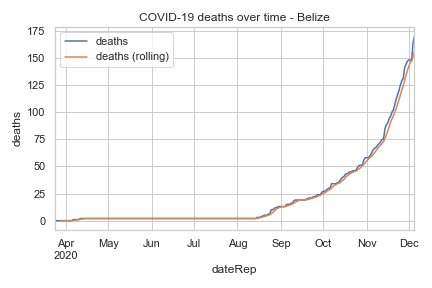 COVID-19 deaths over time - Belize
deaths
deaths (rolling)
175
150
125
100
75
50
25
0
deaths
Apr May Jun Jul Aug Sep Oct Nov Dec
2020
dateRep